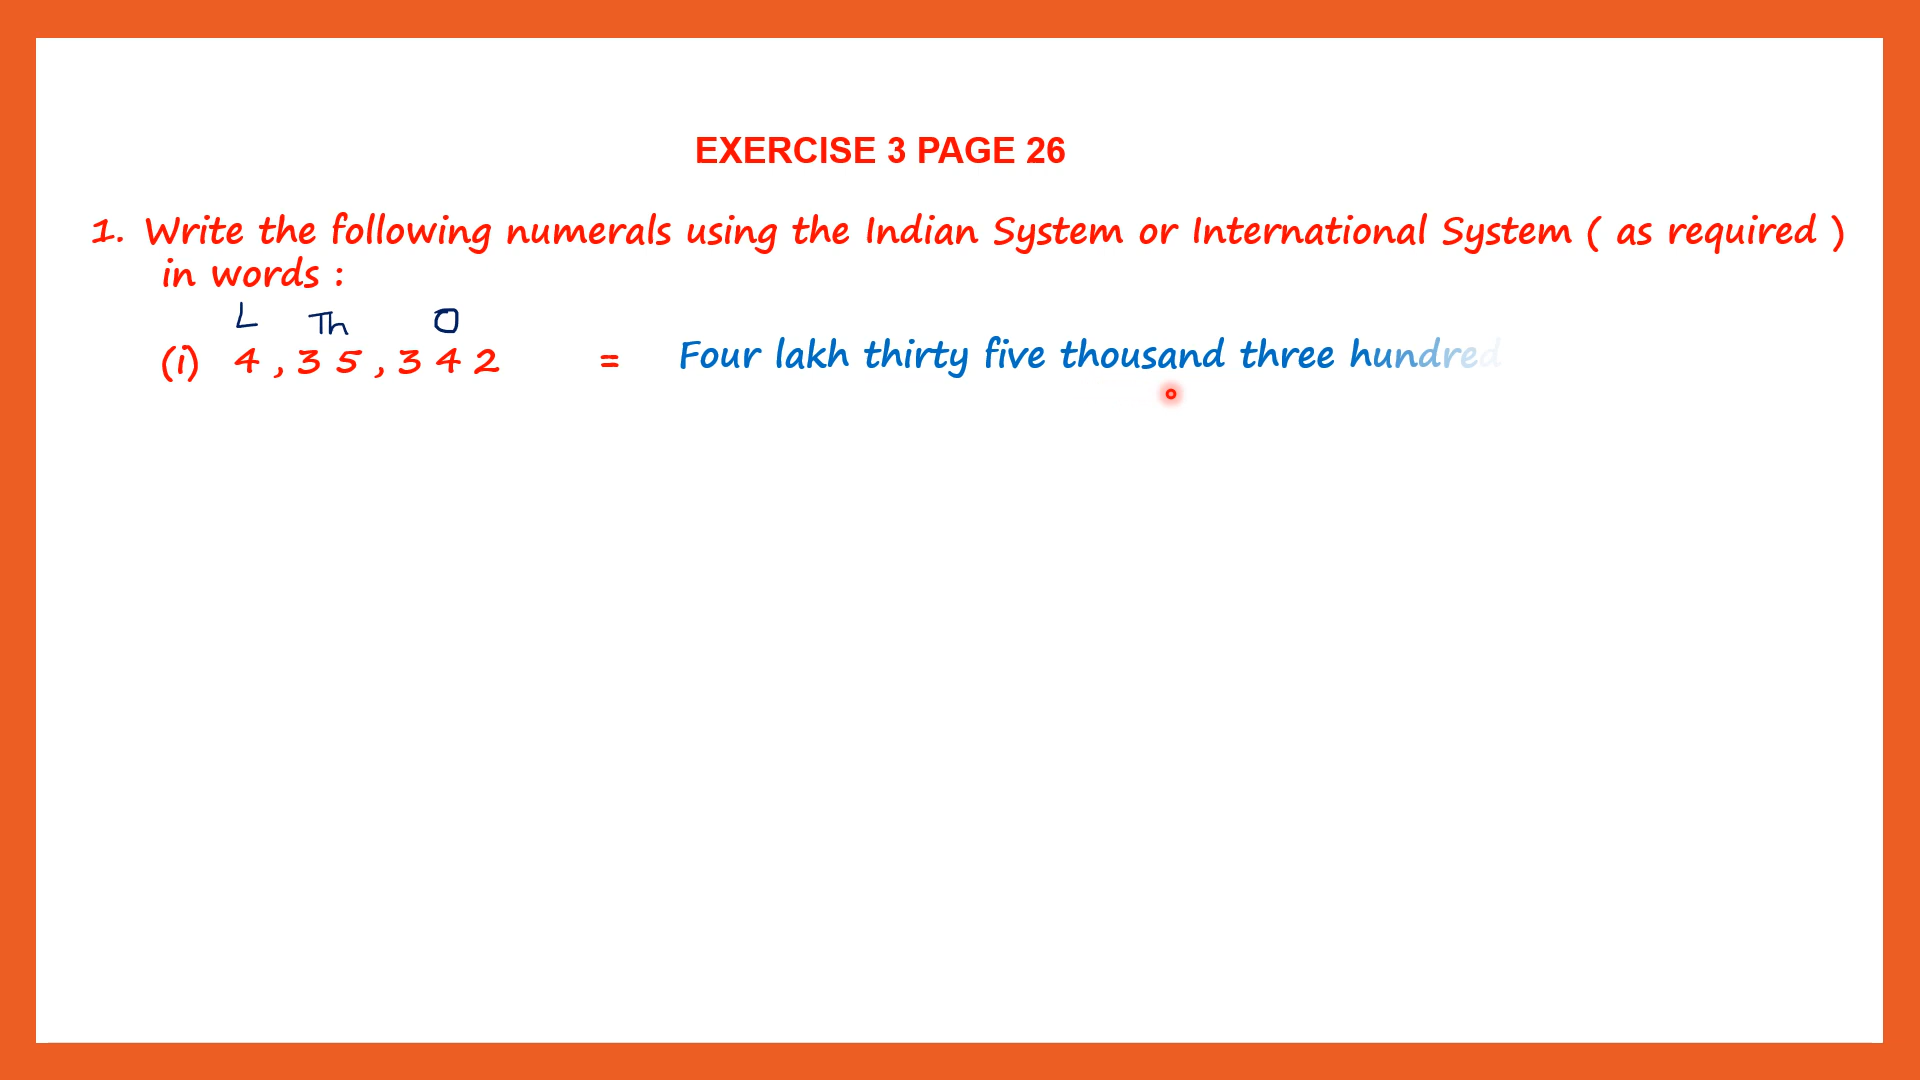 EXERCISE 3 PAGE 26
1. Write the following numerals using the Indian System or International System ( as required )
in words :
L Th O
(i) 4 , 3 5 , 3 4 2 = Four lakh thirty five thousand three hundred